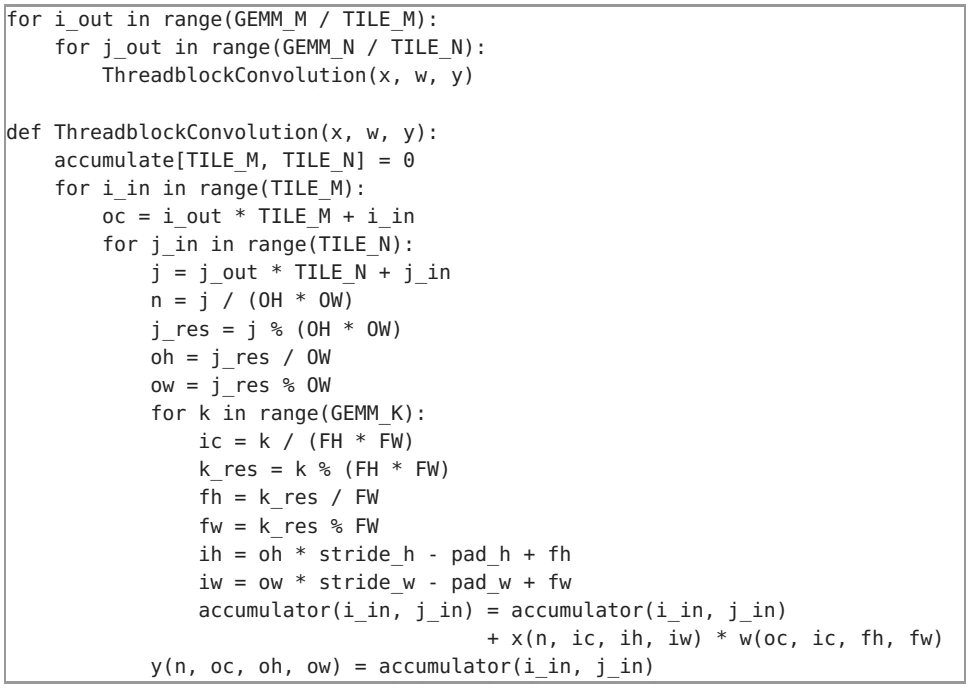 for i_out in range(GEMM_M / TILE_M):
    for j_out in range(GEMM_N / TILE_N):
        ThreadblockConvolution(x, w, y)

def ThreadblockConvolution(x, w, y):
    accumulate[TILE_M, TILE_N] = 0
    for i_in in range(TILE_M):
        oc = i_out * TILE_M + i_in
        for j_in in range(TILE_N):
            j = j_out * TILE_N + j_in
            n = j / (OH * OW)
            j_res = j % (OH * OW)
            oh = j_res / OW
            ow = j_res % OW
            for k in range(GEMM_K):
                ic = k / (FH * FW)
                k_res = k % (FH * FW)
                fh = k_res / FW
                fw = k_res % FW
                ih = oh * stride_h - pad_h + fh
                iw = ow * stride_w - pad_w + fw
                accumulator(i_in, j_in) = accumulator(i_in, j_in)
                                        + x(n, ic, ih, iw) * w(oc, ic, fh, fw)
            y(n, oc, oh, ow) = accumulator(i_in, j_in)